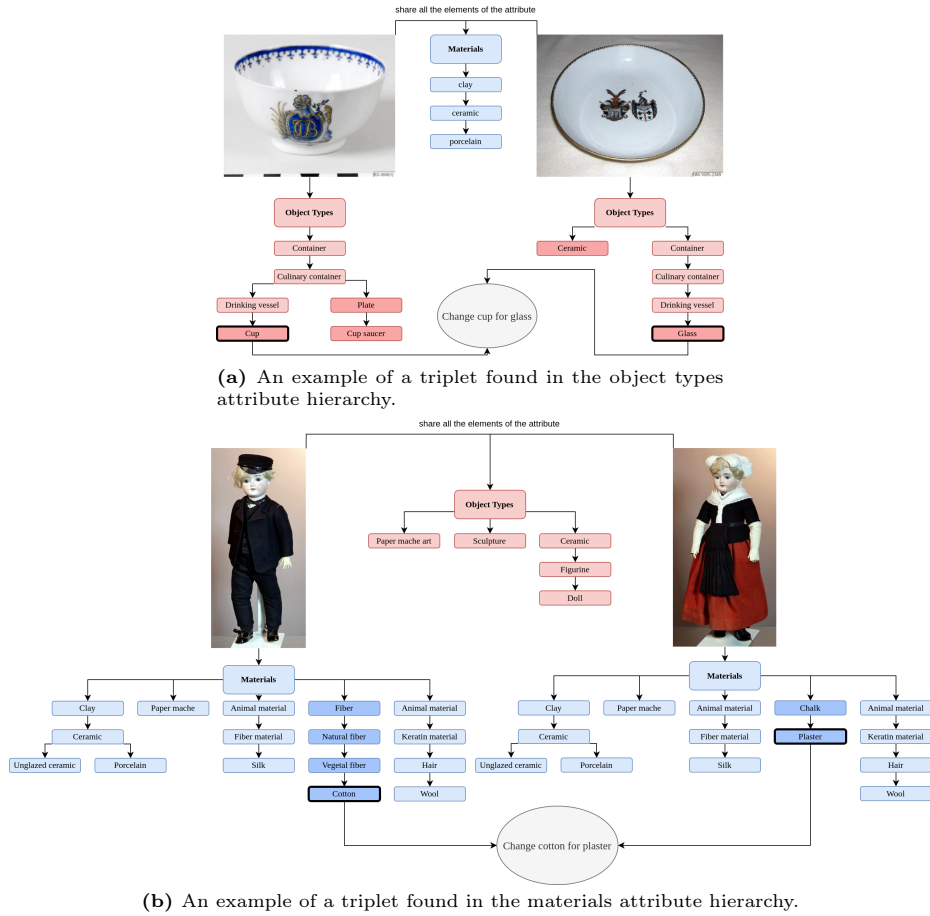 share all the elements of the attribute
Materials
clay
ceramic
porcelain
Object Types
Container
Culinary container
Drinking vessel
Plate
Cup
Cup saucer
Object Types
Ceramic
Container
Culinary container
Drinking vessel
Glass
Change cup for glass
(a) An example of a triplet found in the object types
attribute hierarchy.
share all the elements of the attribute
Object Types
Paper mache art
Sculpture
Ceramic
Figurine
Doll
Materials
Clay
Paper mache
Animal material
Fiber
Animal material
Ceramic
Fiber material
Natural fiber
Keratin material
Unglazed ceramic
Porcelain
Silk
Vegetal fiber
Hair
Cotton
Wool
Materials
Clay
Paper mache
Animal material
Chalk
Animal material
Ceramic
Fiber material
Plaster
Keratin material
Unglazed ceramic
Porcelain
Silk
Hair
Wool
Change cotton for plaster
(b) An example of a triplet found in the materials attribute hierarchy.